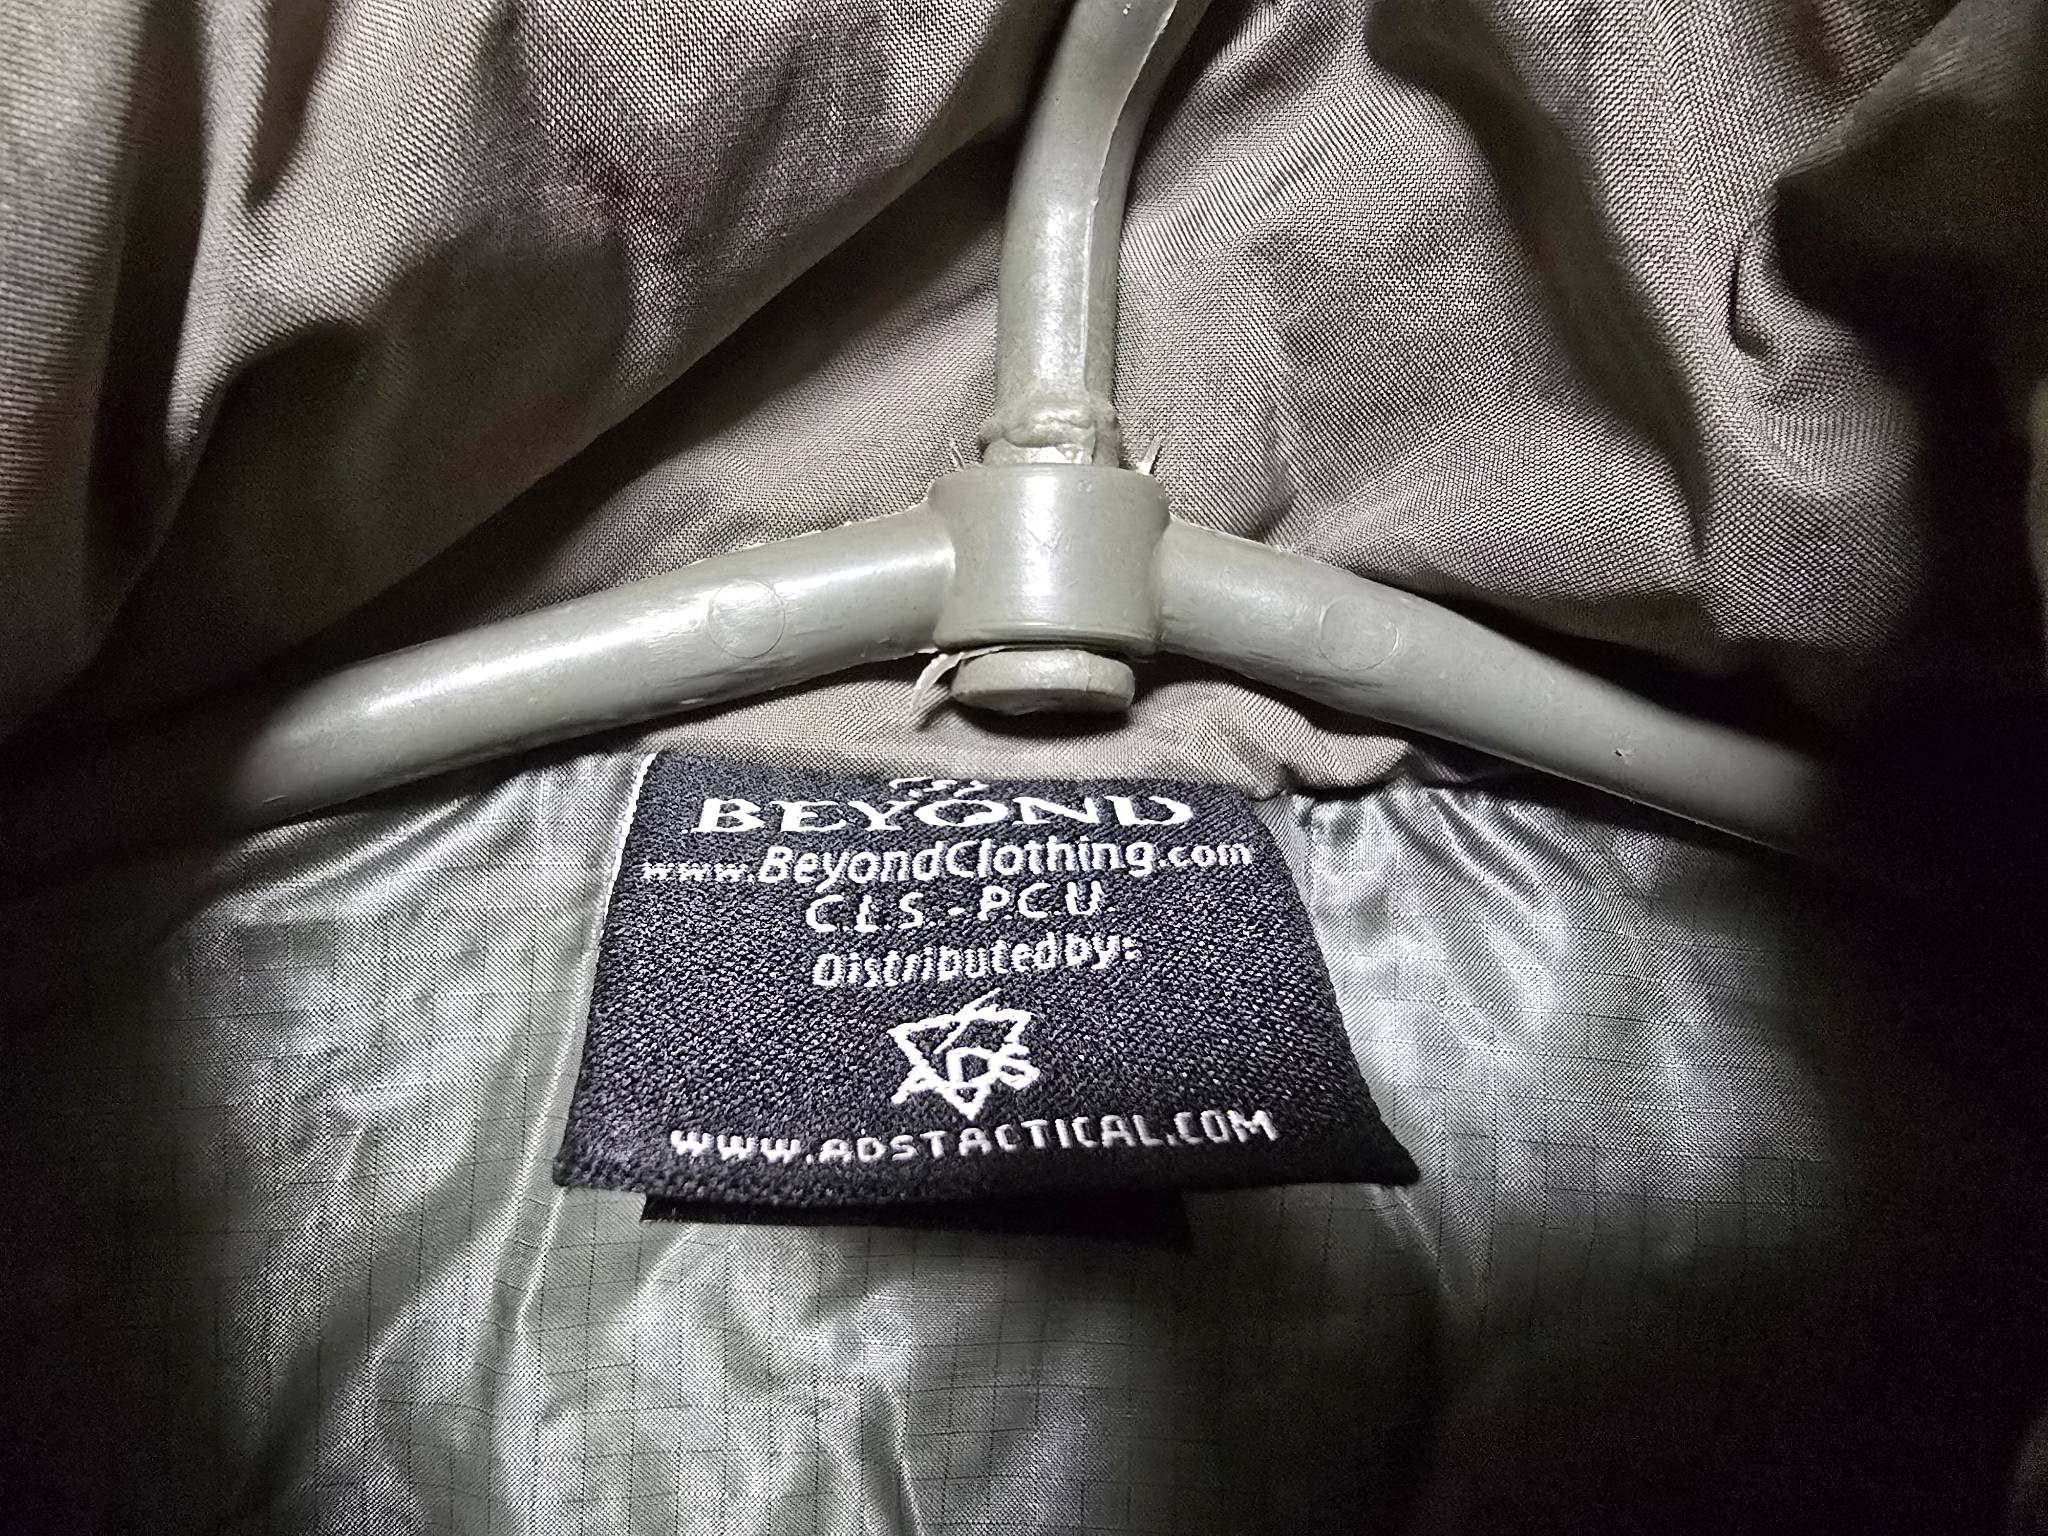 BEYOND
www.BeyondClothing.com
C.L.S. - P.C.U.
Distributed by:
ADS
WWW.ADSTACTICAL.COM